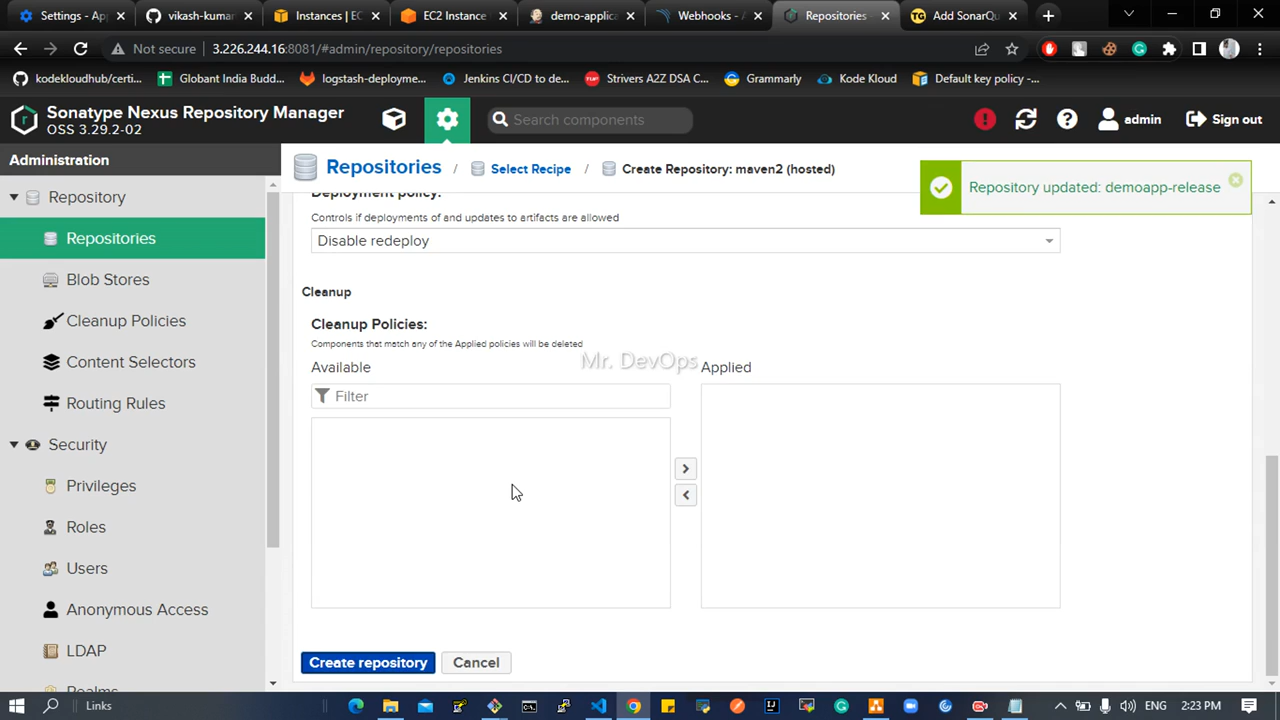 Settings - Ap
vikash-kumar
Instances | EC
EC2 Instance
demo-applica
Webhooks - A
Repositories -
Add SonarQu
Not secure
3.226.244.16:8081/#admin/repository/repositories
kodekloudhub/certi...
Globant India Budd...
logstash-deployme...
Jenkins CI/CD to de...
Strivers A2Z DSA C...
Grammarly
Kode Kloud
Default key policy -...
Sonatype Nexus Repository Manager
OSS 3.29.2-02
Search components
admin
Sign out
Administration
Repository
Repositories
Blob Stores
Cleanup Policies
Content Selectors
Routing Rules
Security
Privileges
Roles
Users
Anonymous Access
LDAP
Realms
Repositories / Select Recipe / Create Repository: maven2 (hosted)
Repository updated: demoapp-release
Deployment policy:
Controls if deployments of and updates to artifacts are allowed
Disable redeploy
Cleanup
Cleanup Policies:
Components that match any of the Applied policies will be deleted
Mr. DevOps
Available
Applied
Filter
Create repository
Cancel
Links
ENG
2:23 PM